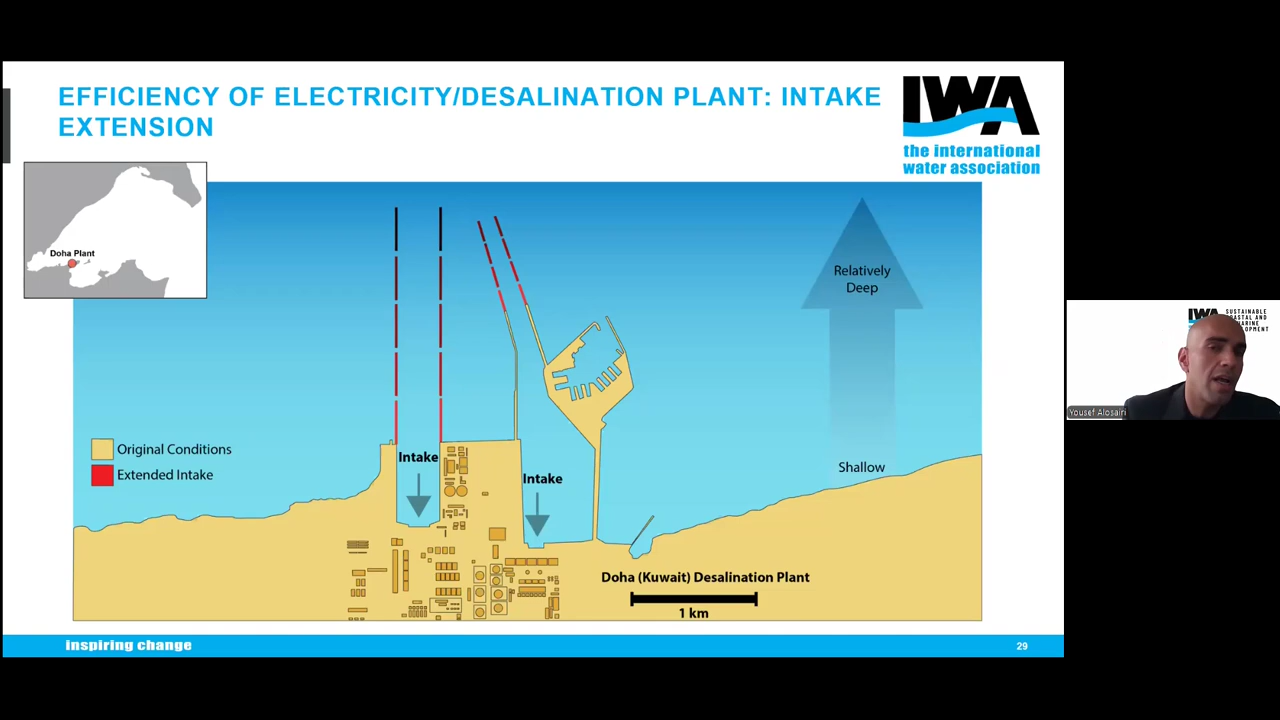 EFFICIENCY OF ELECTRICITY/DESALINATION PLANT: INTAKE
EXTENSION
IWA
the international
water association
Doha Plant
Relatively
Deep
Original Conditions
Extended Intake
Intake
Intake
Shallow
Doha (Kuwait) Desalination Plant
1 km
inspiring change
29
IWA
SUSTAINABLE
COASTAL AND
MARINE
DEVELOPMENT
Yousef Alosairi